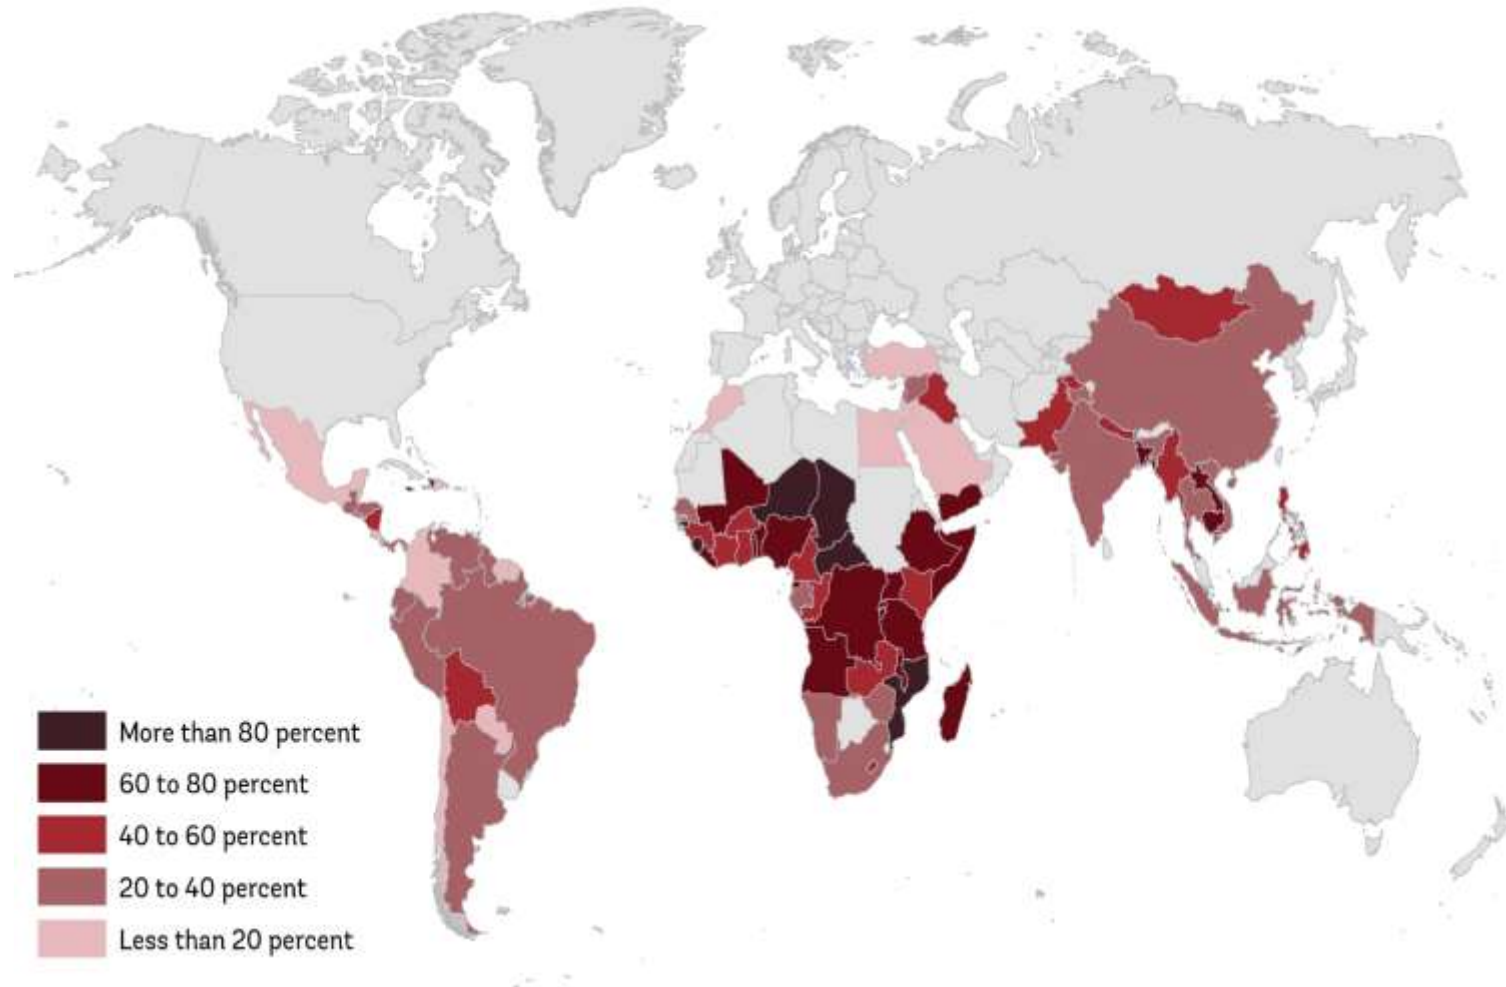 More than 80 percent
60 to 80 percent
40 to 60 percent
20 to 40 percent
Less than 20 percent